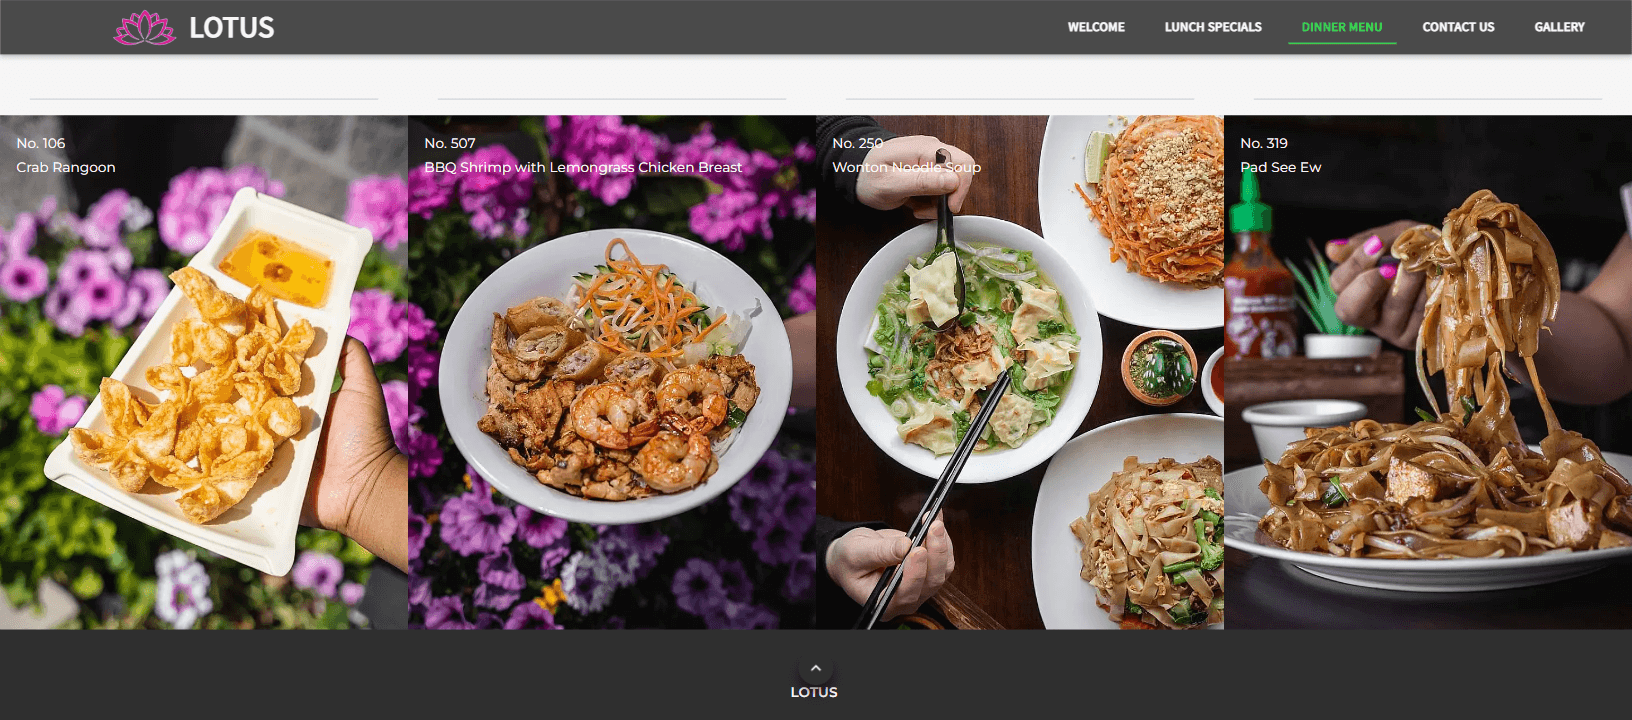 LOTUS
WELCOME
LUNCH SPECIALS
DINNER MENU
CONTACT US
GALLERY
No. 106
Crab Rangoon
No. 507
BBQ Shrimp with Lemongrass Chicken Breast
No. 250
Wonton Noodle Soup
No. 319
Pad See Ew
LOTUS